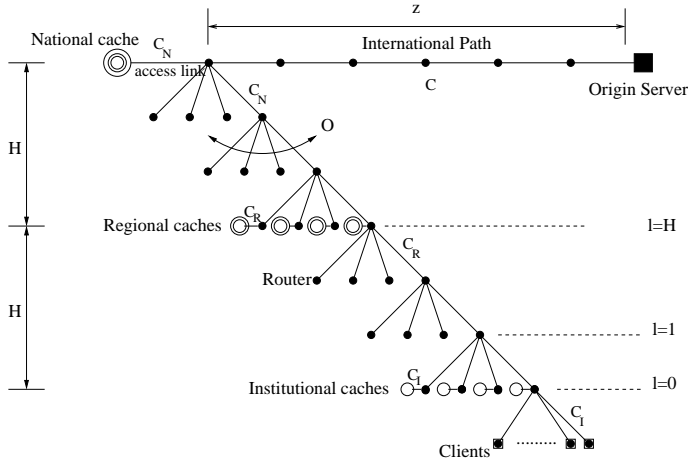 z
National cache
C_N
International Path
access link
C
Origin Server
C_N
H
O
Regional caches
C_R
l=H
C_R
Router
H
l=1
C_I
Institutional caches
l=0
C_I
Clients